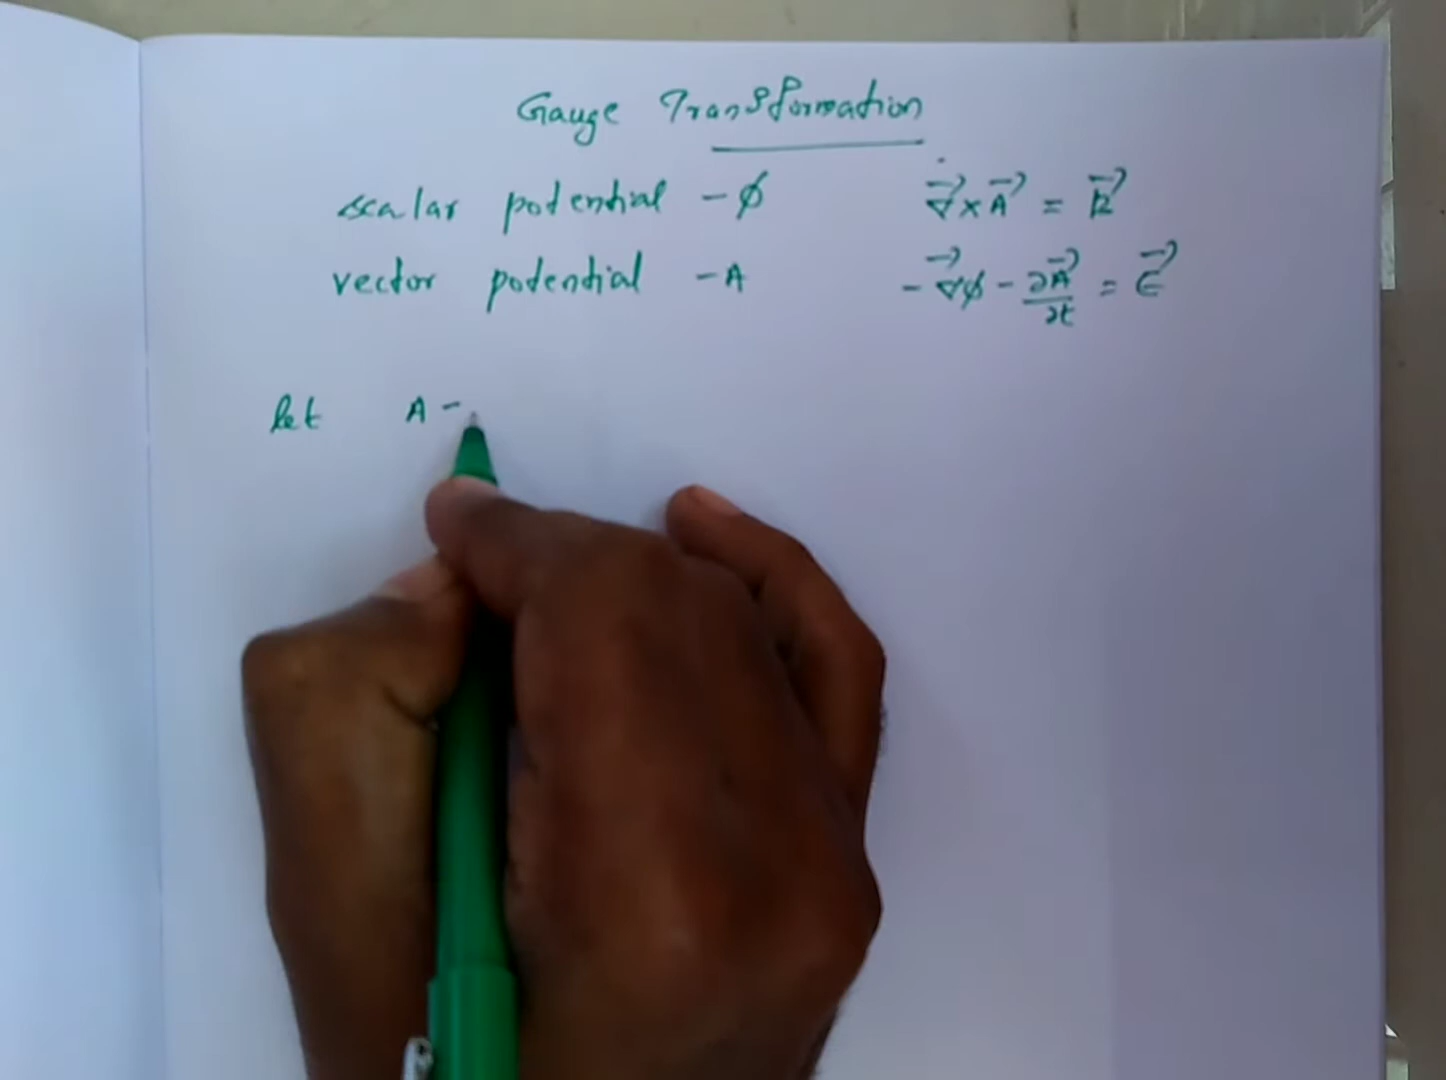 Gauge Transformation
scalar potential - ϕ
∇⃗ × A⃗ = B⃗
vector potential - A
- ∇⃗ϕ - ∂A⃗/∂t = E⃗
let A -